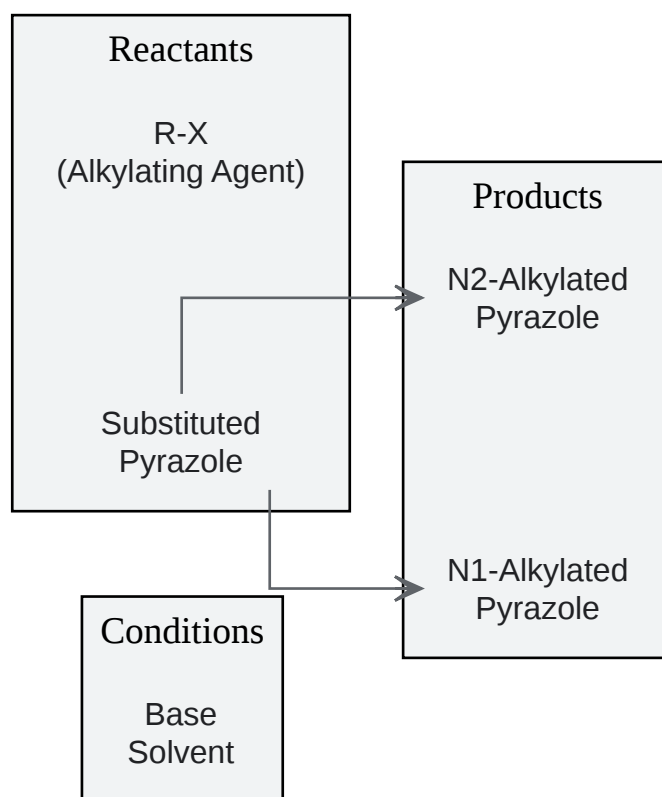 Reactants
R-X
(Alkylating Agent)
Substituted
Pyrazole
Products
N2-Alkylated
Pyrazole
N1-Alkylated
Pyrazole
Conditions
Base
Solvent